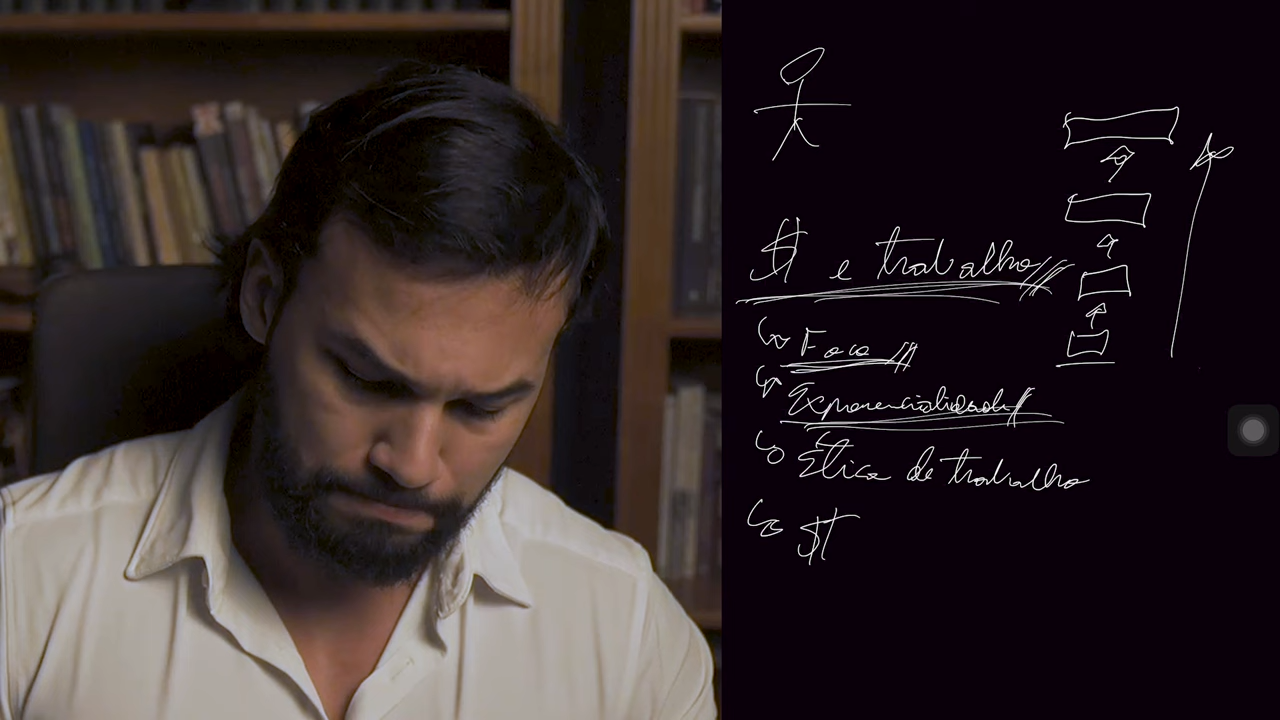 $ e trabalho
Foco
Exponencialidade
Ética de trabalho
$